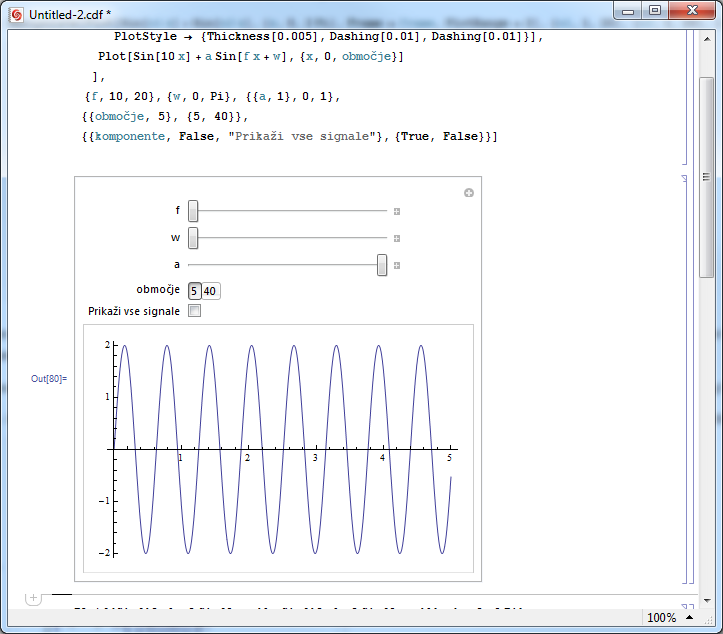 Untitled-2.cdf *
PlotStyle → {Thickness[0.005], Dashing[0.01], Dashing[0.01]}],
Plot[Sin[10 x] + a Sin[f x + w], {x, 0, območje}]
],
{f, 10, 20}, {w, 0, Pi}, {{a, 1}, 0, 1},
{{območje, 5}, {5, 40}},
{{komponente, False, "Prikaži vse signale"}, {True, False}}]
f
w
a
območje 5 40
Prikaži vse signale
Out[80]=
2
1
-1
-2
1 2 3 4 5
100%